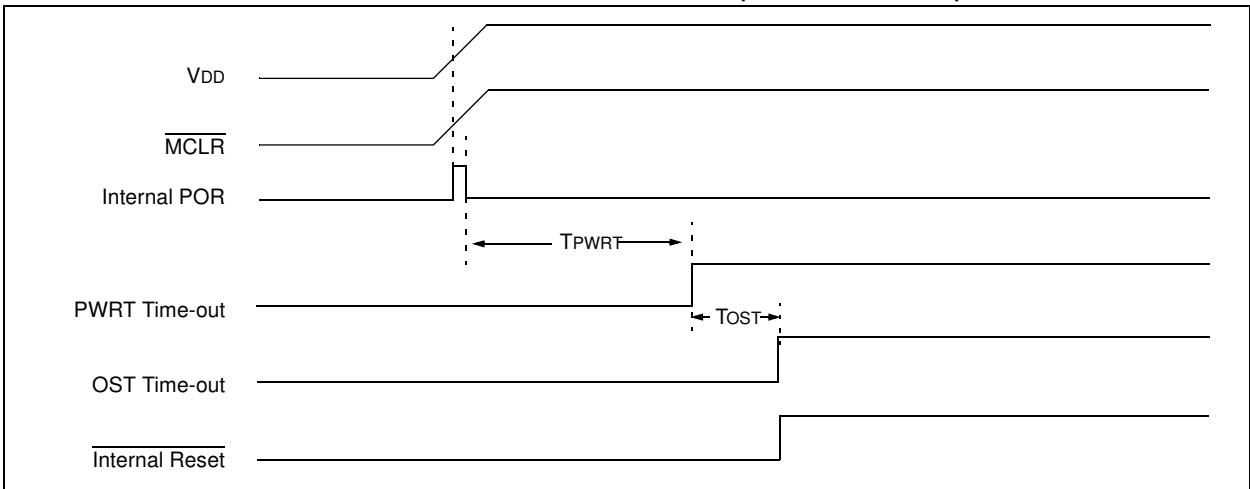 VDD
MCLR
Internal POR
TPWRT
PWRT Time-out
TOST
OST Time-out
Internal Reset